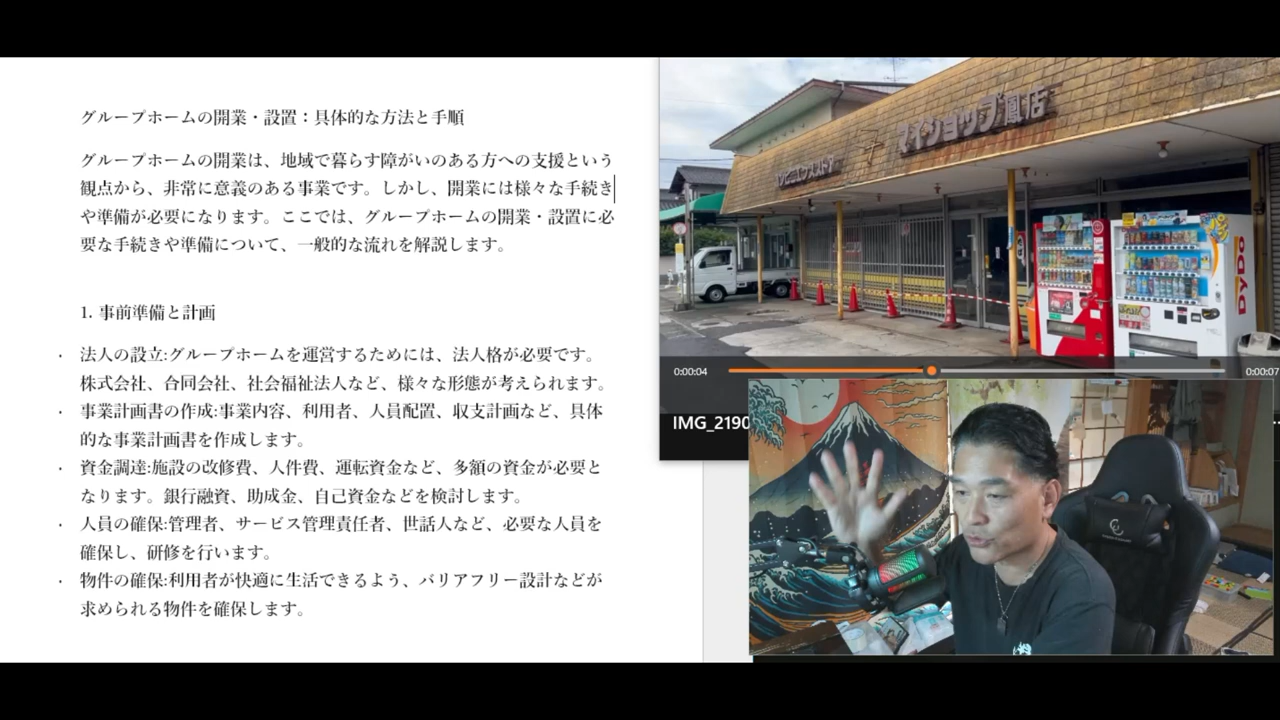 グループホームの開業・設置：具体的な方法と手順
グループホームの開業は、地域で暮らす障がいのある方への支援という
観点から、非常に意義のある事業です。しかし、開業には様々な手続き
や準備が必要になります。ここでは、グループホームの開業・設置に必
要な手続きや準備について、一般的な流れを解説します。
1. 事前準備と計画
· 法人の設立:グループホームを運営するためには、法人格が必要です。
株式会社、合同会社、社会福祉法人など、様々な形態が考えられます。
· 事業計画書の作成:事業内容、利用者、人員配置、収支計画など、具体
的な事業計画書を作成します。
· 資金調達:施設の改修費、人件費、運転資金など、多額の資金が必要と
なります。銀行融資、助成金、自己資金などを検討します。
· 人員の確保:管理者、サービス管理責任者、世話人など、必要な人員を
確保し、研修を行います。
· 物件の確保:利用者が快適に生活できるよう、バリアフリー設計などが
求められる物件を確保します。
マイショップ鳳店
DyDo
0:00:04
0:00:07
IMG_2190